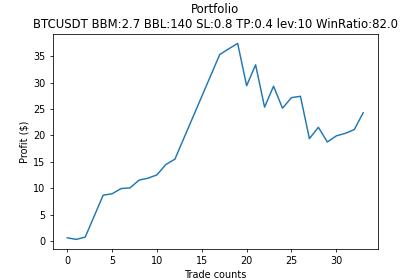 Portfolio
BTCUSDT BBM:2.7 BBL:140 SL:0.8 TP:0.4 lev:10 WinRatio:82.0
Profit ($)
35
30
25
20
15
10
5
0
0 5 10 15 20 25 30
Trade counts